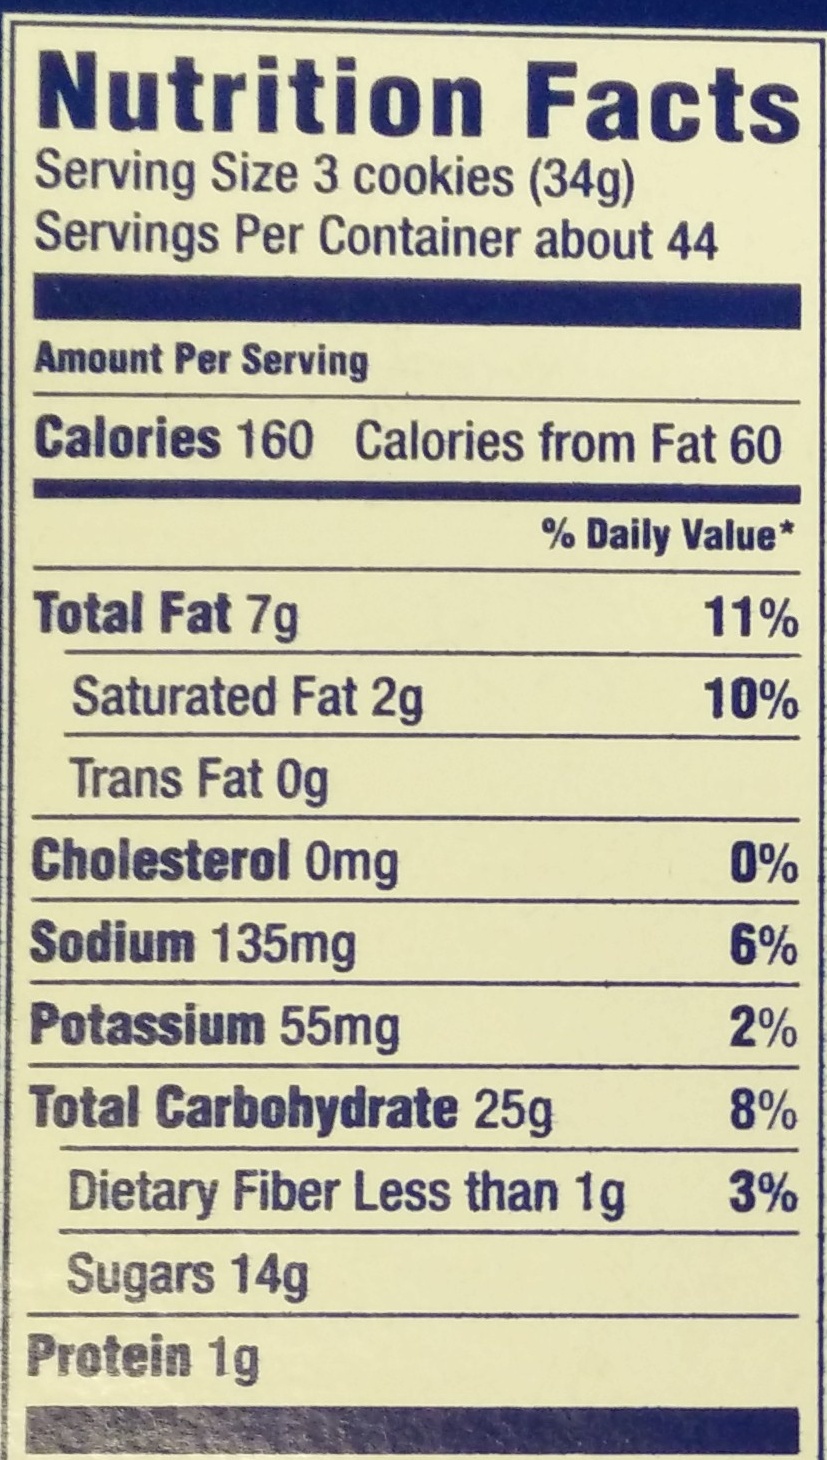 Nutrition Facts
Serving Size 3 cookies (34g)
Servings Per Container about 44
Amount Per Serving
Calories 160 Calories from Fat 60
% Daily Value*
Total Fat 7g 11%
Saturated Fat 2g 10%
Trans Fat 0g
Cholesterol 0mg 0%
Sodium 135mg 6%
Potassium 55mg 2%
Total Carbohydrate 25g 8%
Dietary Fiber Less than 1g 3%
Sugars 14g
Protein 1g